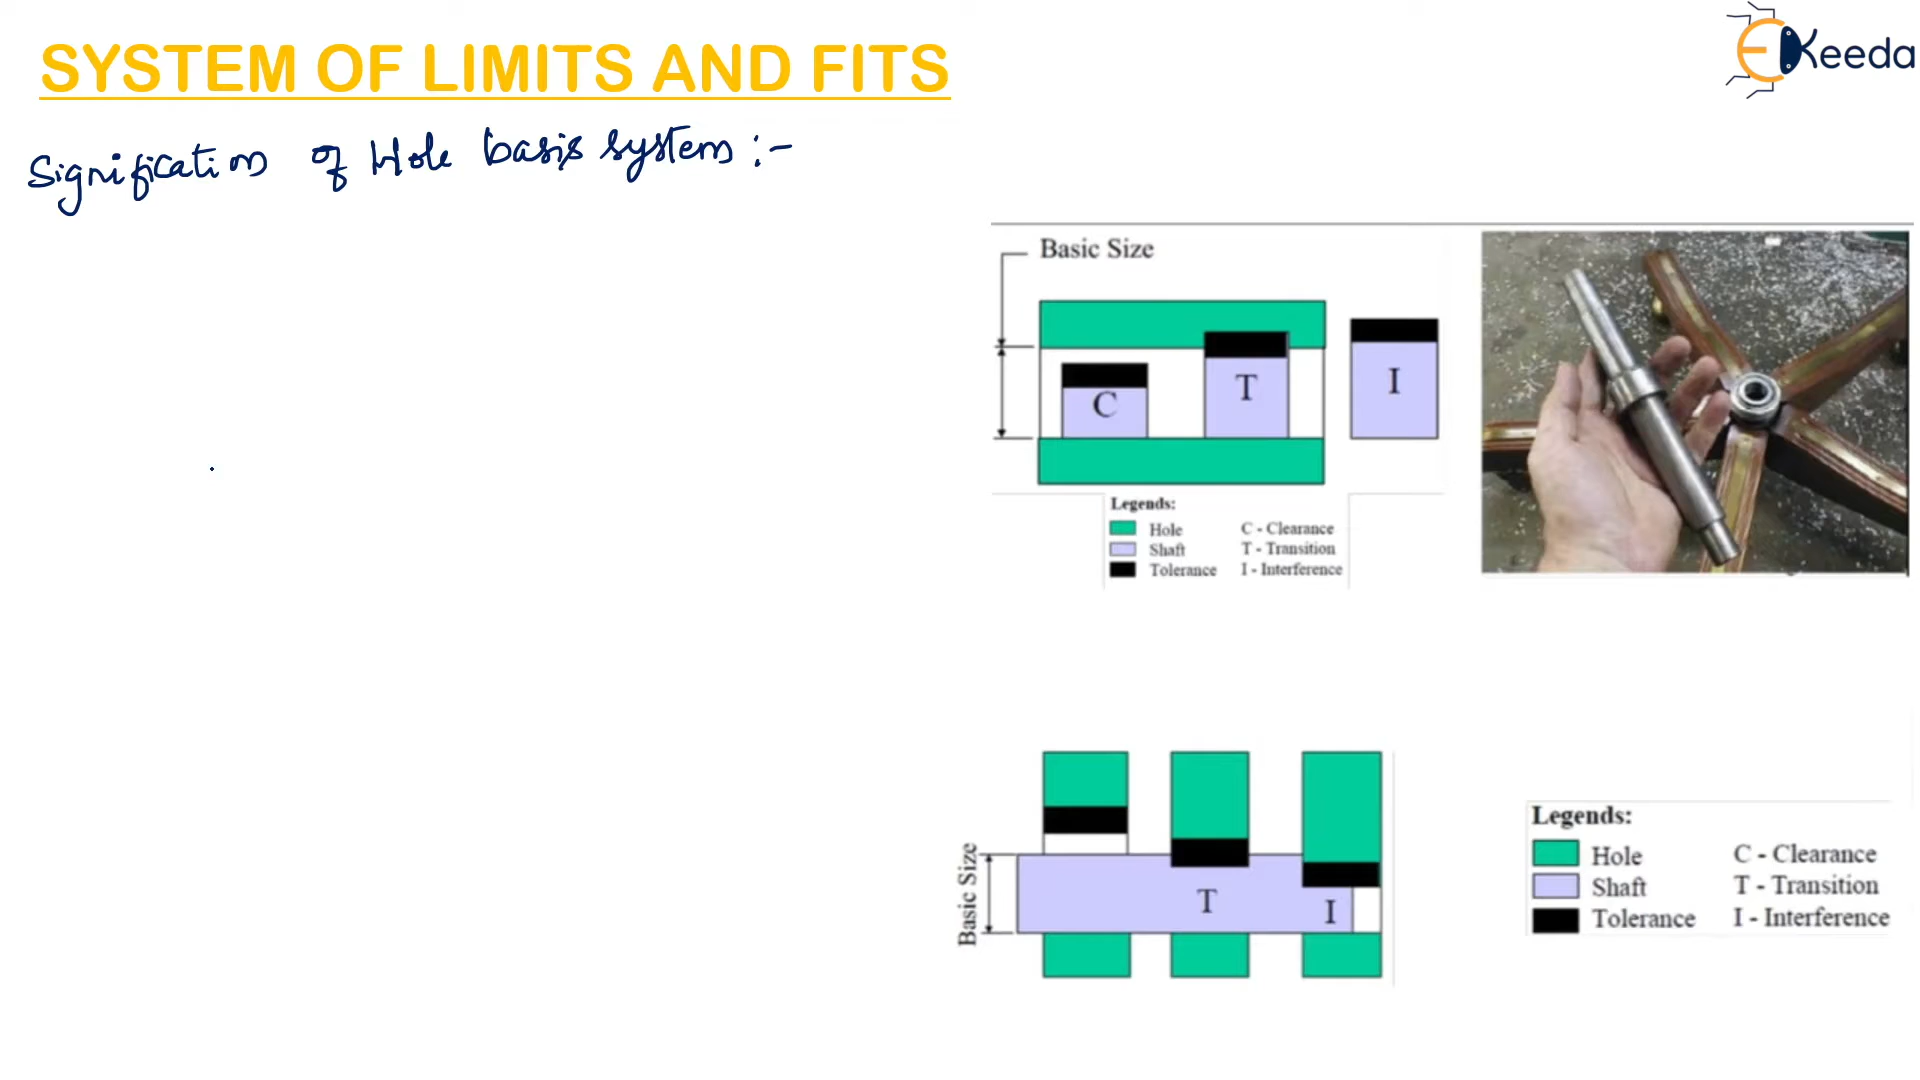 SYSTEM OF LIMITS AND FITS
EKeeda
Signification of Hole basis system :-
Basic Size
C
T
I
Legends:
Hole C - Clearance
Shaft T - Transition
Tolerance I - Interference
Basic Size
T
I
Legends:
Hole C - Clearance
Shaft T - Transition
Tolerance I - Interference